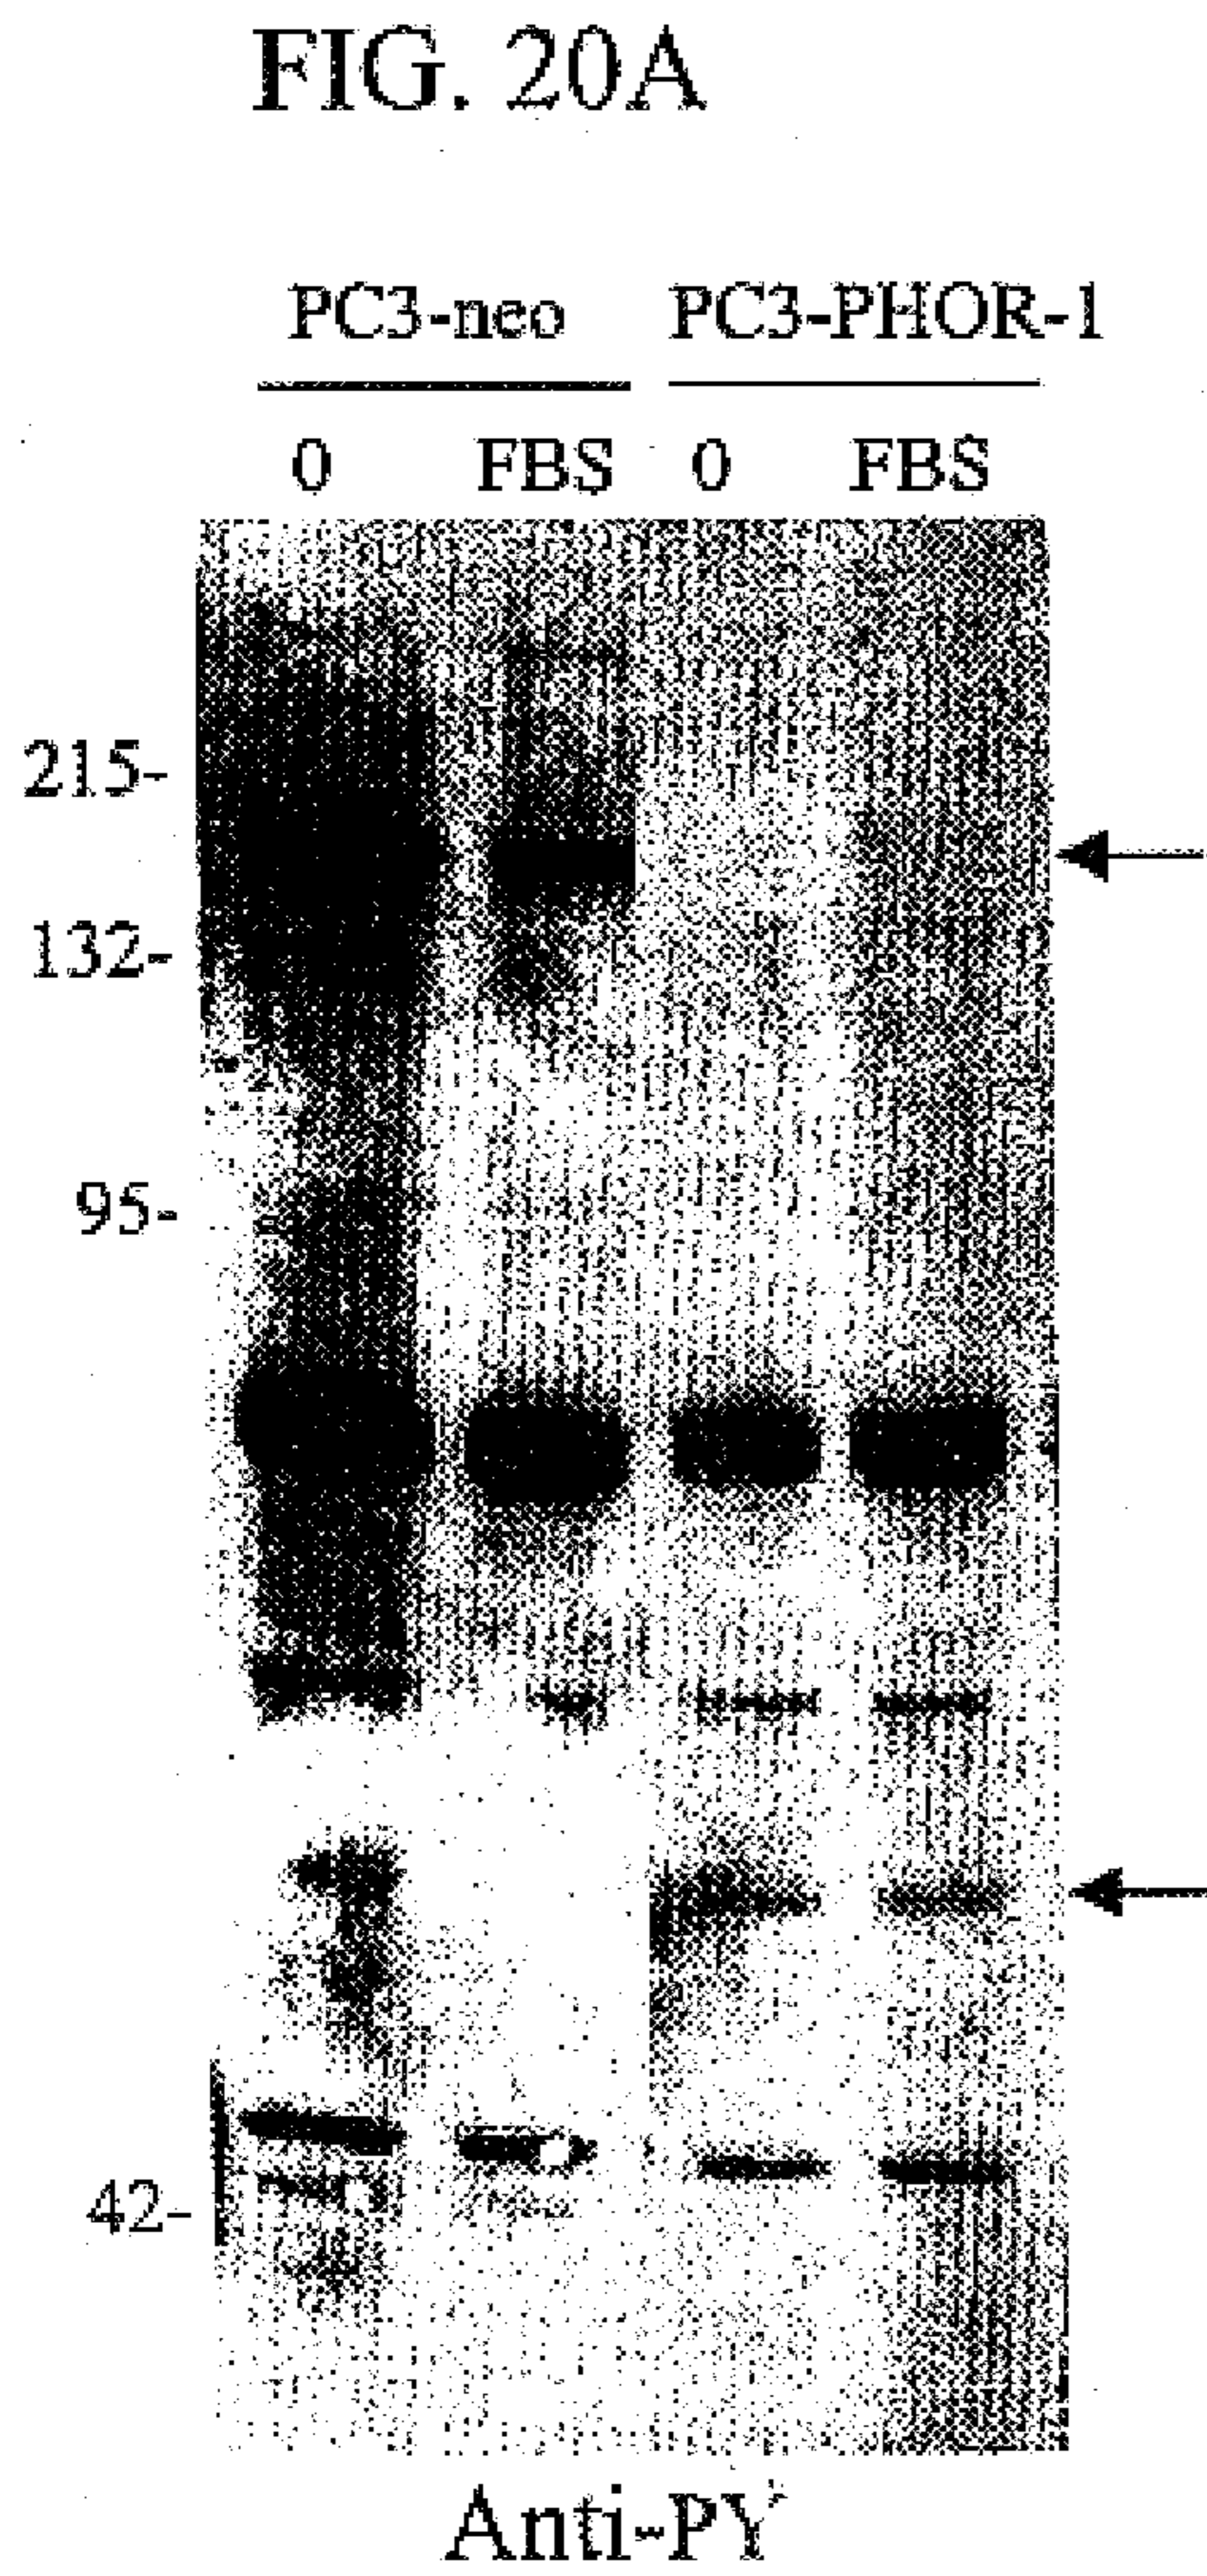 FIG. 20A
PC3-neo PC3-PHOR-1
0 FBS 0 FBS
215-
132-
95-
42-
Anti-PY